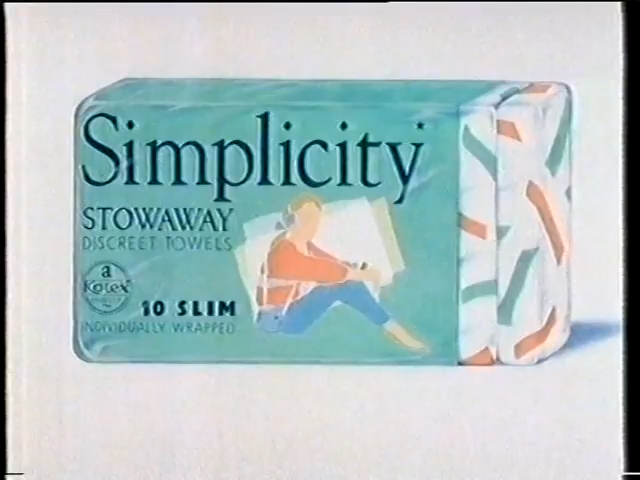 Simplicity*
STOWAWAY
DISCREET TOWELS
a
Kotex
10 SLIM
INDIVIDUALLY WRAPPED